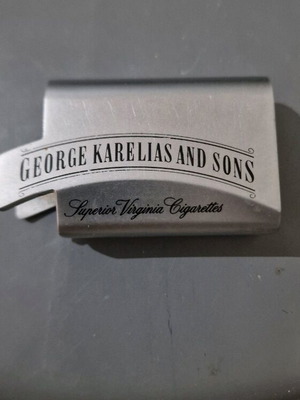 GEORGE KARELIAS AND SONS
Superior Virginia Cigarettes